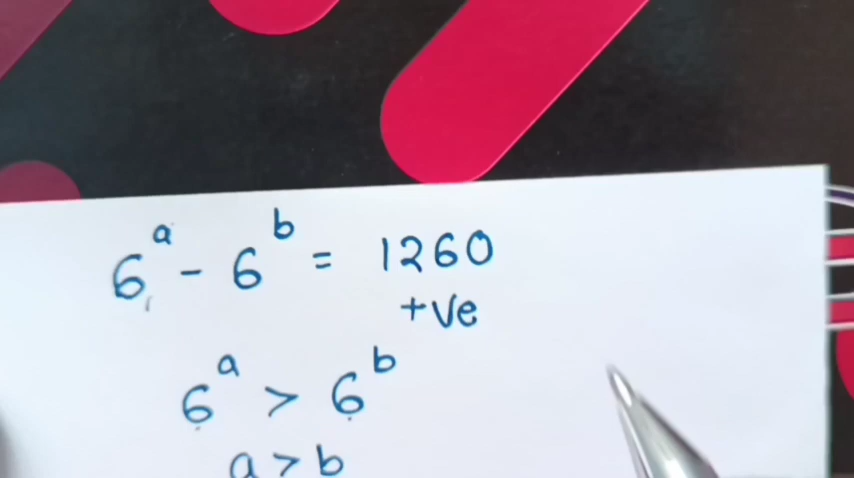 6^a - 6^b = 1260
+ve
6^a > 6^b
a > b